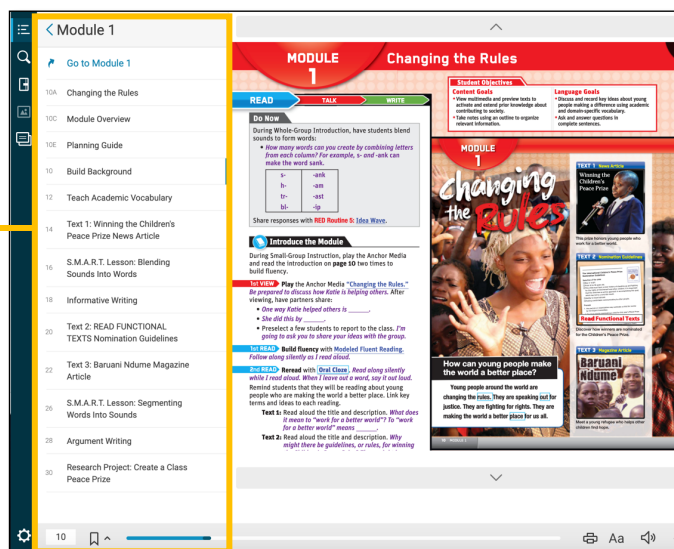 Module 1
Go to Module 1
10A Changing the Rules
10C Module Overview
10E Planning Guide
10 Build Background
12 Teach Academic Vocabulary
14 Text 1: Winning the Children's
Peace Prize News Article
16 S.M.A.R.T. Lesson: Blending
Sounds Into Words
18 Informative Writing
20 Text 2: READ FUNCTIONAL
TEXTS Nomination Guidelines
22 Text 3: Baruani Ndume Magazine
Article
26 S.M.A.R.T. Lesson: Segmenting
Words Into Sounds
28 Argument Writing
30 Research Project: Create a Class
Peace Prize
10
MODULE
1
Changing the Rules
Student Objectives
Content Goals
• View multimedia and preview texts to
activate and extend prior knowledge about
contributing to society.
• Take notes using an outline to organize
relevant information.
Language Goals
• Discuss and record key ideas about young
people making a difference using academic
and domain-specific vocabulary.
• Ask and answer questions in
complete sentences.
READ TALK WRITE
Do Now
During Whole-Group Introduction, have students blend
sounds to form words:
• How many words can you create by combining letters
from each column? For example, s- and -ank can
make the word sank.
s- -ank
h- -am
tr- -ast
bl- -ip
Share responses with RED Routine 5: Idea Wave.
Introduce the Module
During Small-Group Instruction, play the Anchor Media
and read the introduction on page 10 two times to
build fluency.
1st VIEW Play the Anchor Media "Changing the Rules."
Be prepared to discuss how Katie is helping others. After
viewing, have partners share:
• One way Katie helped others is ______.
• She did this by ______.
• Preselect a few students to report to the class. I'm
going to ask you to share your ideas with the group.
1st READ Build fluency with Modeled Fluent Reading.
Follow along silently as I read aloud.
2nd READ Reread with Oral Cloze. Read along silently
while I read aloud. When I leave out a word, say it out loud.
Remind students that they will be reading about young
people who are making the world a better place. Link key
terms and ideas to each reading.
Text 1: Read aloud the title and description. What does
it mean to "work for a better world"? To "work
for a better world" means ______.
Text 2: Read aloud the title and description. Why
might there be guidelines, or rules, for winning
MODULE
1
changing
the Rules
How can young people make
the world a better place?
Young people around the world are
changing the rules. They are speaking out for
justice. They are fighting for rights. They are
making the world a better place for us all.
TEXT 1 News Article
Winning the
Children's
Peace Prize
This prize honors young people who
work for a better world.
TEXT 2 Nomination Guidelines
Read Functional Texts
Discover how winners are nominated
for the Children's Peace Prize.
TEXT 3 Magazine Article
Baruani
Ndume
Meet a young refugee who helps other
children find hope.
10 MODULE 1
Aa